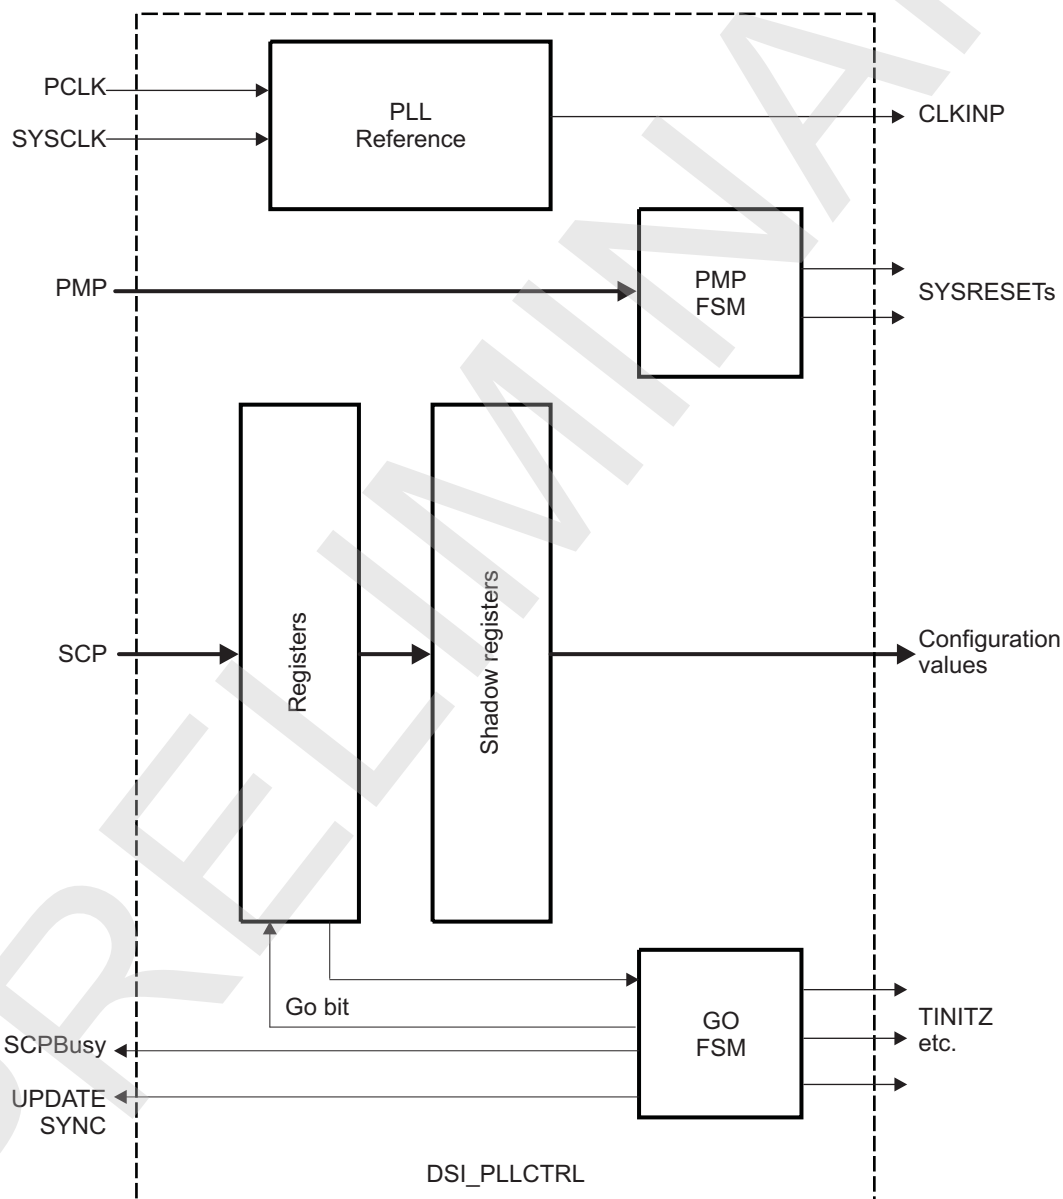 PCLK
SYSCLK
PLL
Reference
CLKINP
PMP
PMP
FSM
SYSRESETs
SCP
Registers
Shadow registers
Configuration
values
Go bit
GO
FSM
TINITZ
etc.
SCPBusy
UPDATE
SYNC
DSI_PLLCTRL
PRELIMINA